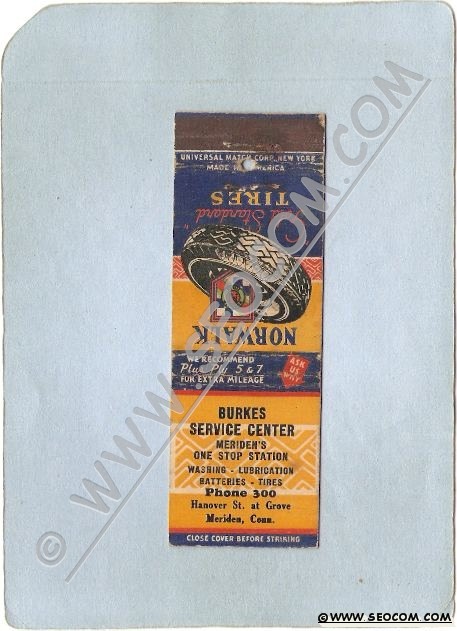 UNIVERSAL MATCH CORP. NEW YORK
MADE IN AMERICA
TIRES
Standard
NORWALK
WE RECOMMEND
Plus Ply 5 & 7
FOR EXTRA MILEAGE
ASK
US
WHY
BURKES
SERVICE CENTER
MERIDEN'S
ONE STOP STATION
WASHING - LUBRICATION
BATTERIES - TIRES
Phone 300
Hanover St. at Grove
Meriden, Conn.
CLOSE COVER BEFORE STRIKING
© WWW.SEOCOM.COM
©WWW.SEOCOM.COM